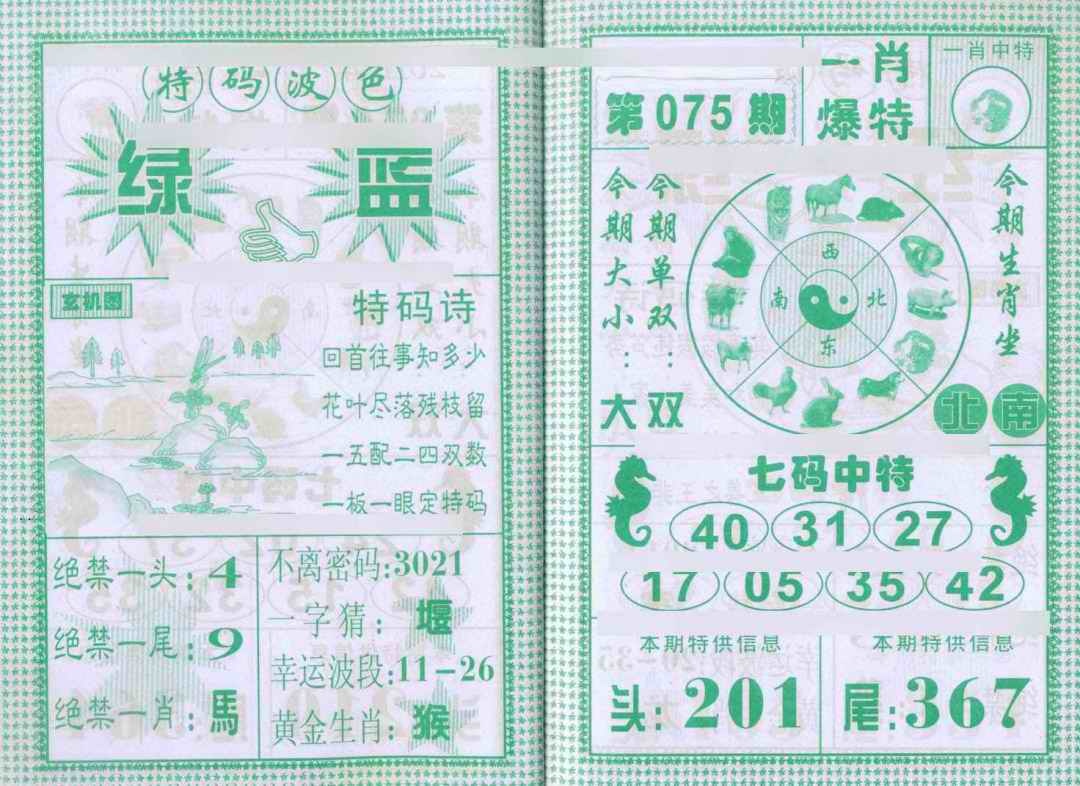 特码波色
绿 蓝
玄机图
特码诗
回首往事知多少
花叶尽落残枝留
一五配二四双数
一板一眼定特码
绝禁一头:4
绝禁一尾:9
绝禁一肖:馬
不离密码:3021
一字猜:堰
幸运波段:11-26
黄金生肖:猴
第075期
一肖
爆特
一肖中特
今期大小:大
今期单双:双
西
南
北
东
今期生肖坐
北南
七码中特
40 31 27
17 05 35 42
本期特供信息
头:201
本期特供信息
尾:367